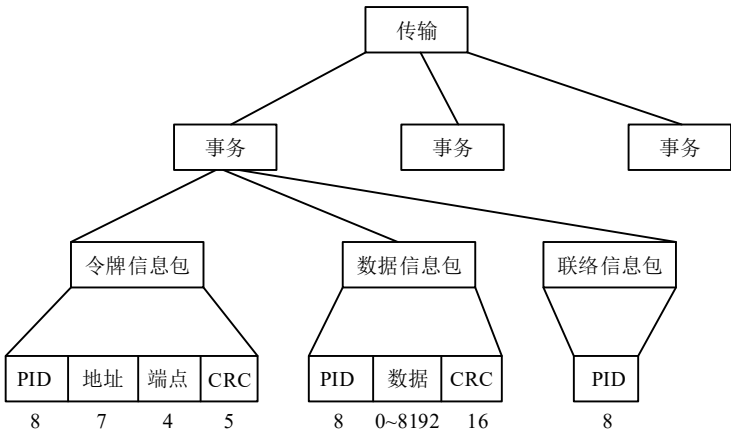 传输
事务 事务 事务
令牌信息包 数据信息包 联络信息包
PID 地址 端点 CRC PID 数据 CRC PID
8 7 4 5 8 0~8192 16 8